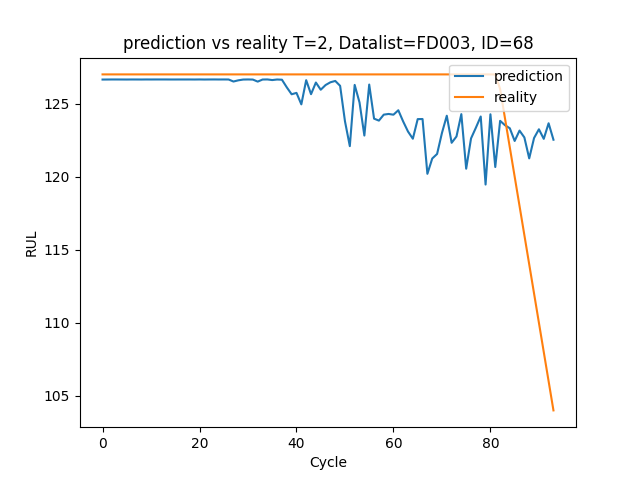 prediction vs reality T=2, Datalist=FD003, ID=68
prediction
reality
RUL
125
120
115
110
105
0 20 40 60 80
Cycle